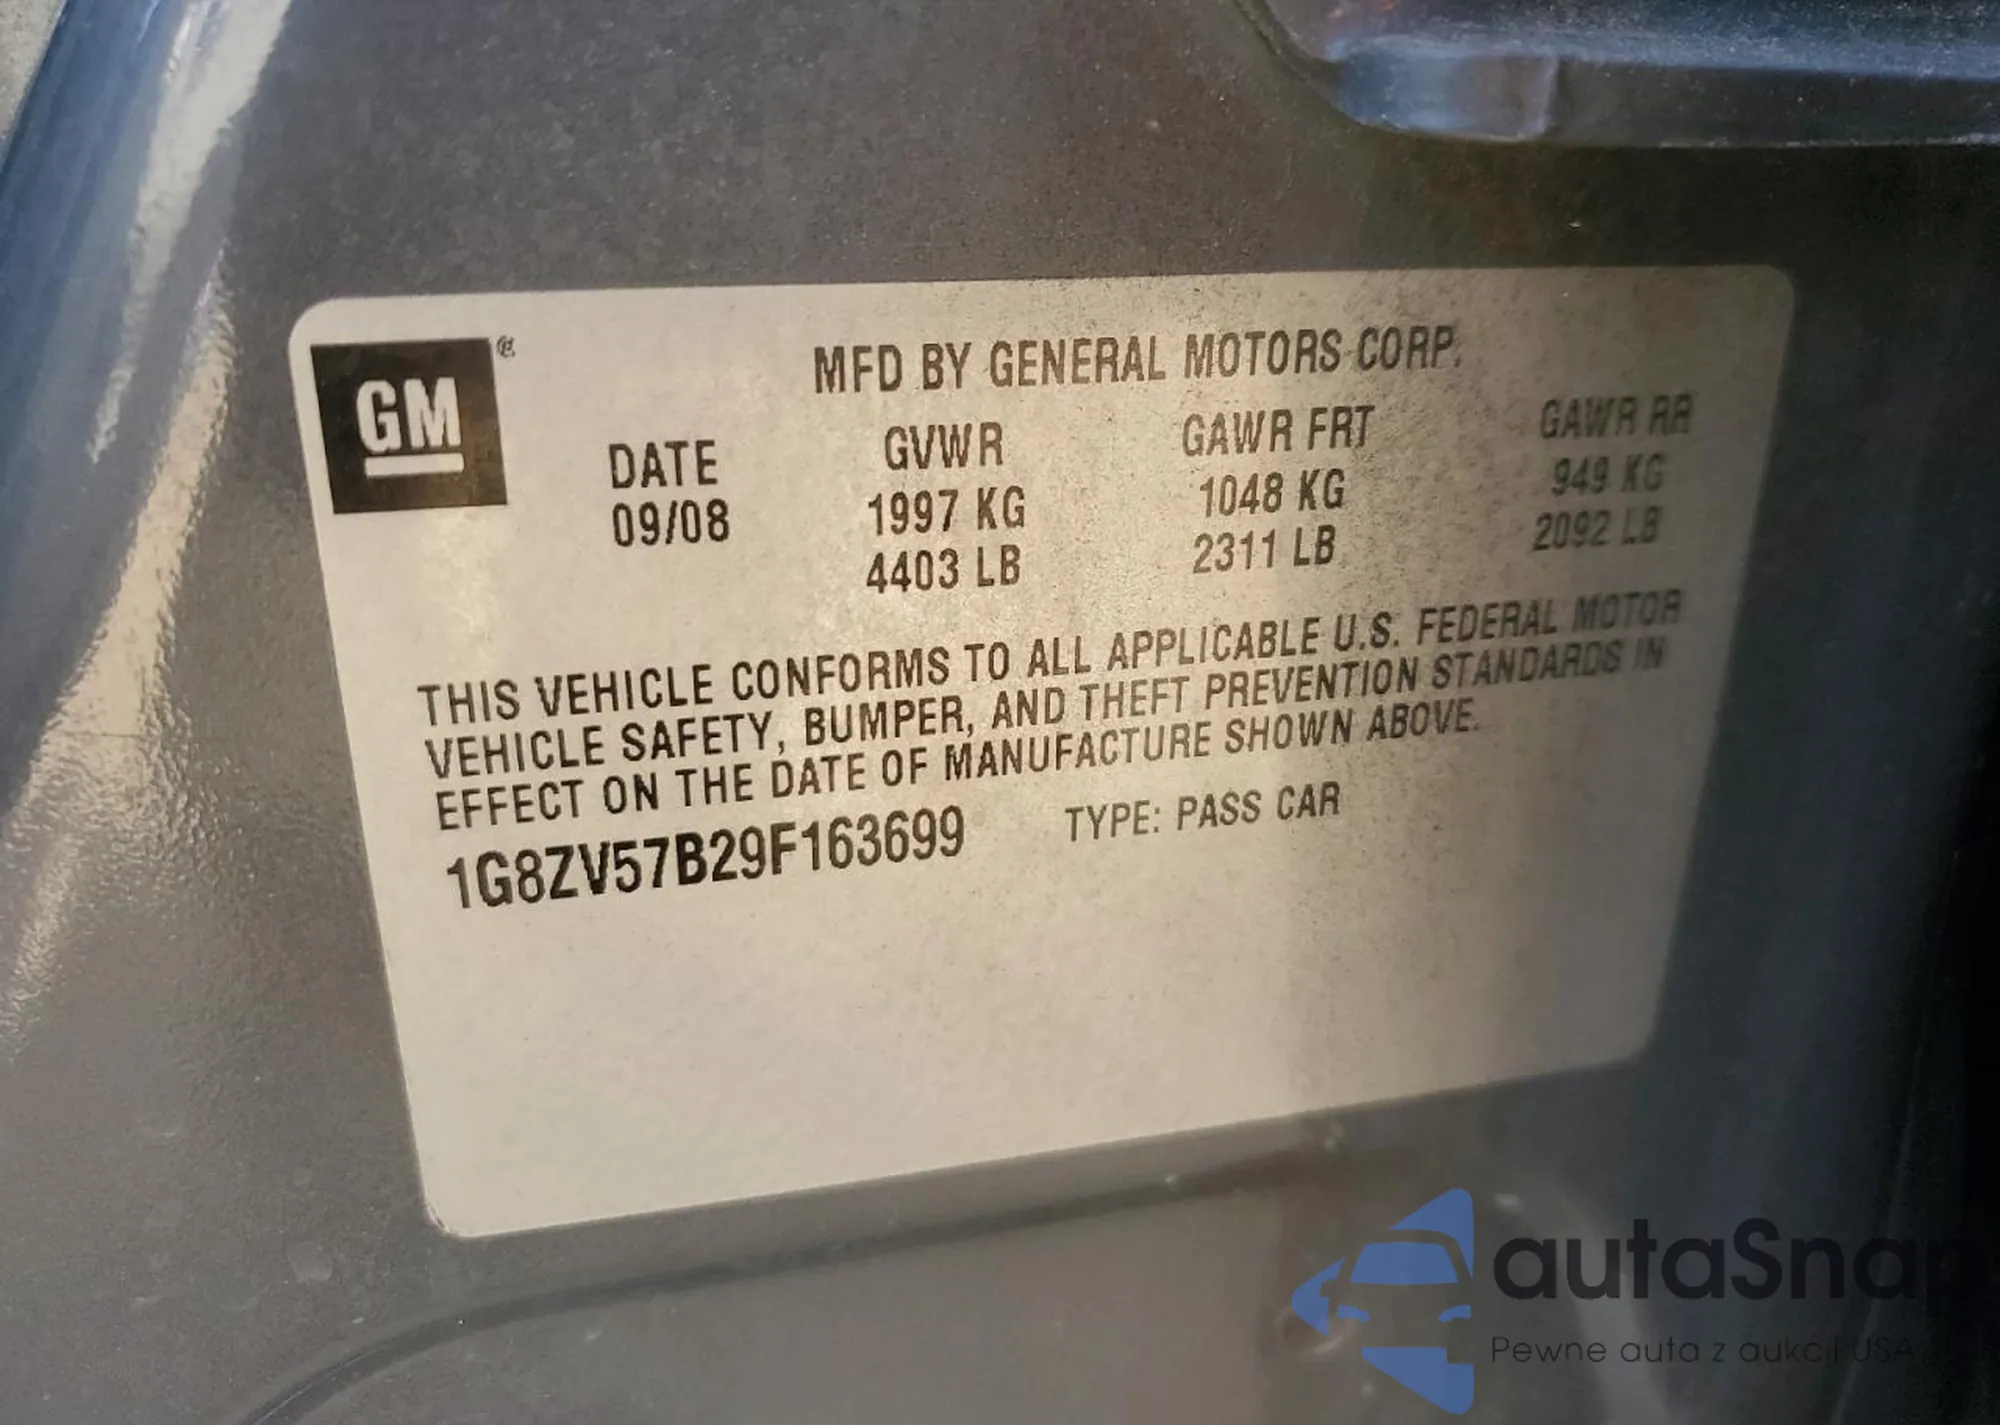 GM
MFD BY GENERAL MOTORS CORP.
DATE GVWR GAWR FRT GAWR RR
09/08 1997 KG 1048 KG 949 KG
4403 LB 2311 LB 2092 LB
THIS VEHICLE CONFORMS TO ALL APPLICABLE U.S. FEDERAL MOTOR
VEHICLE SAFETY, BUMPER, AND THEFT PREVENTION STANDARDS IN
EFFECT ON THE DATE OF MANUFACTURE SHOWN ABOVE.
1G8ZV57B29F163699 TYPE: PASS CAR
autaSnap
Pewne auta z aukcji USA